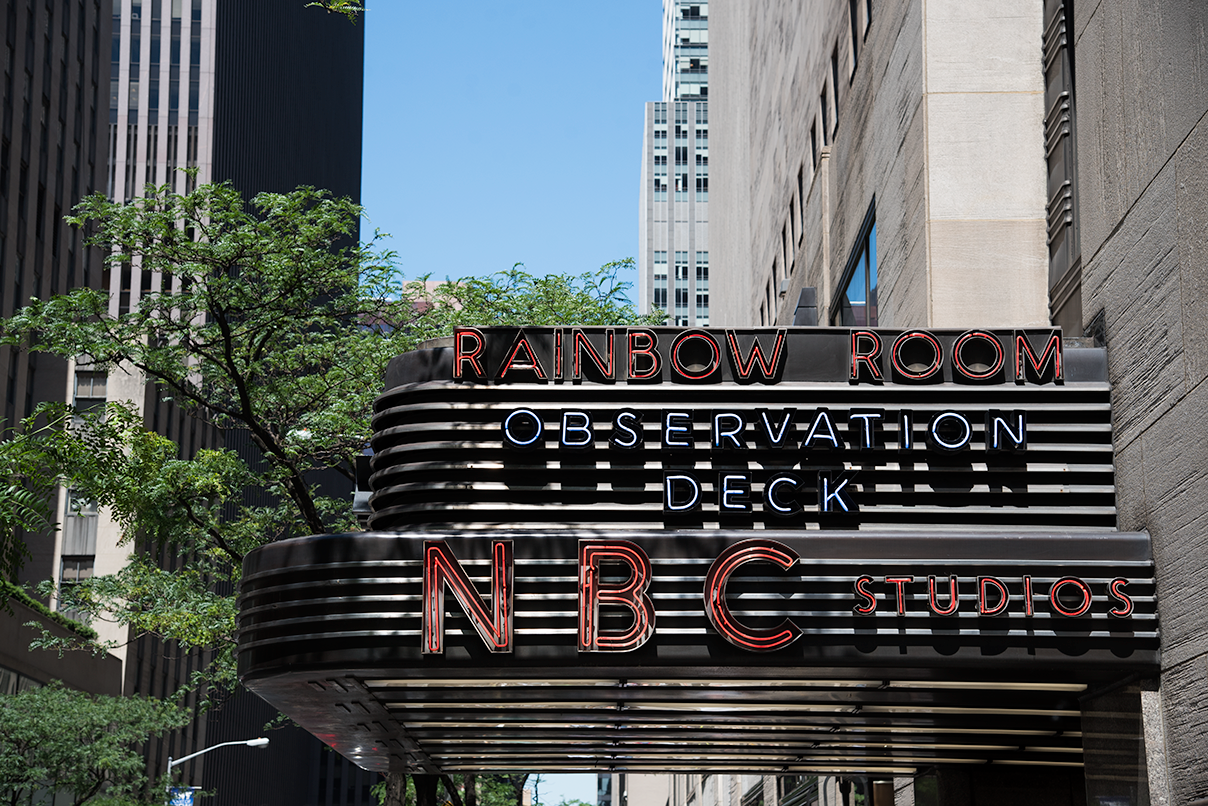 RAINBOW ROOM
OBSERVATION
DECK
NBC STUDIOS